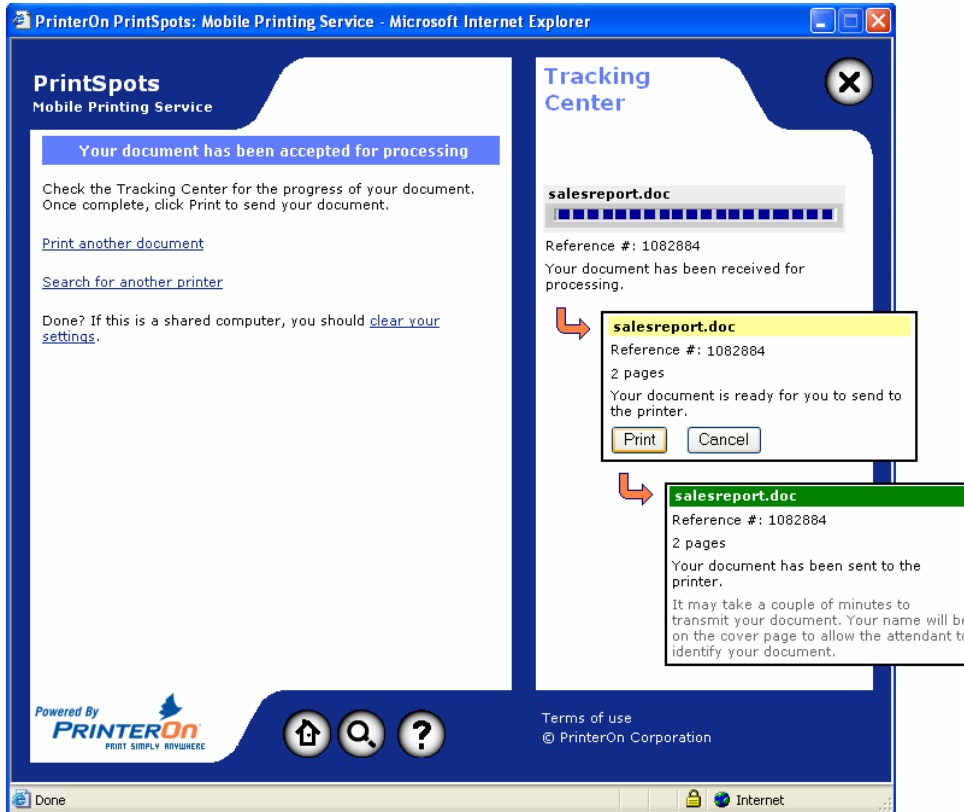 PrinterOn PrintSpots: Mobile Printing Service - Microsoft Internet Explorer
PrintSpots
Mobile Printing Service
Your document has been accepted for processing
Check the Tracking Center for the progress of your document.
Once complete, click Print to send your document.
Print another document
Search for another printer
Done? If this is a shared computer, you should clear your
settings.
Tracking
Center
salesreport.doc
Reference #: 1082884
Your document has been received for
processing.
salesreport.doc
Reference #: 1082884
2 pages
Your document is ready for you to send to
the printer.
Print Cancel
salesreport.doc
Reference #: 1082884
2 pages
Your document has been sent to the
printer.
It may take a couple of minutes to
transmit your document. Your name will be
on the cover page to allow the attendant to
identify your document.
Powered By
PRINTERON
PRINT SIMPLY ANYWHERE
?
Terms of use
© PrinterOn Corporation
Done
Internet